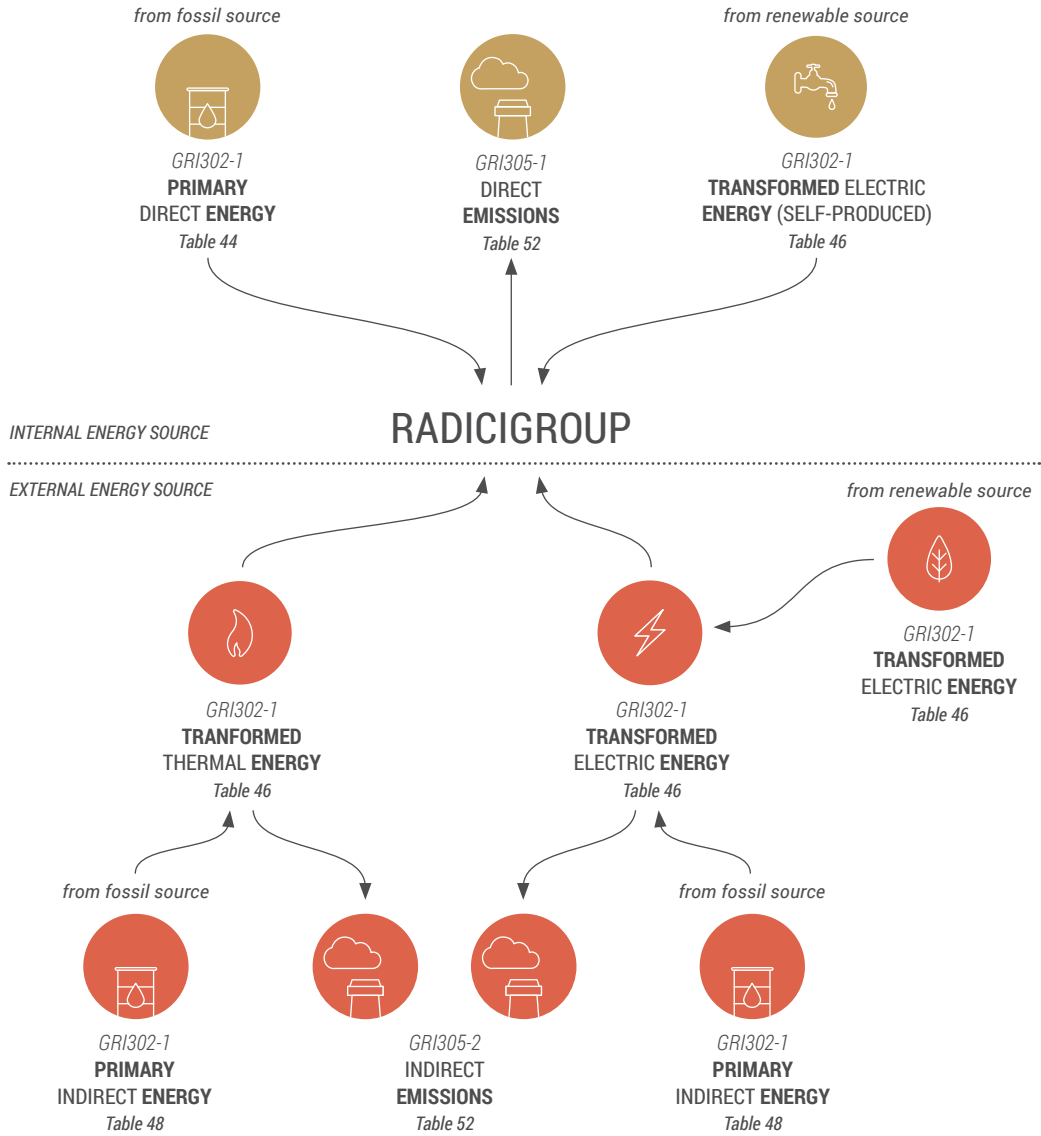 from fossil source
GRI302-1
PRIMARY
DIRECT ENERGY
Table 44
GRI305-1
DIRECT
EMISSIONS
Table 52
from renewable source
GRI302-1
TRANSFORMED ELECTRIC
ENERGY (SELF-PRODUCED)
Table 46
INTERNAL ENERGY SOURCE
RADICIGROUP
EXTERNAL ENERGY SOURCE
from renewable source
GRI302-1
TRANSFORMED
ELECTRIC ENERGY
Table 46
GRI302-1
TRANFORMED
THERMAL ENERGY
Table 46
GRI302-1
TRANSFORMED
ELECTRIC ENERGY
Table 46
from fossil source
GRI302-1
PRIMARY
INDIRECT ENERGY
Table 48
GRI305-2
INDIRECT
EMISSIONS
Table 52
from fossil source
GRI302-1
PRIMARY
INDIRECT ENERGY
Table 48